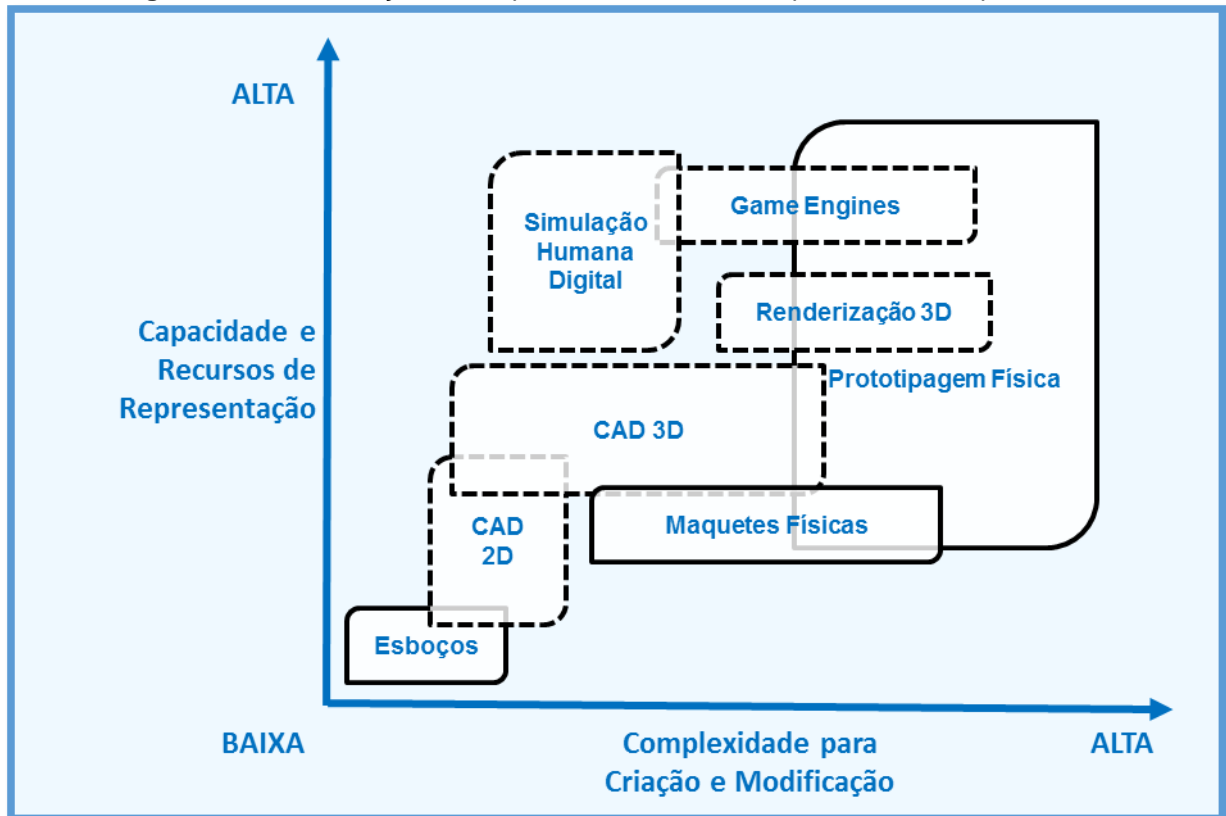 ALTA
Simulação
Humana
Digital
Game Engines
Renderização 3D
Capacidade e
Recursos de
Representação
Prototipagem Física
CAD 3D
CAD
2D
Maquetes Físicas
Esboços
BAIXA
Complexidade para
Criação e Modificação
ALTA